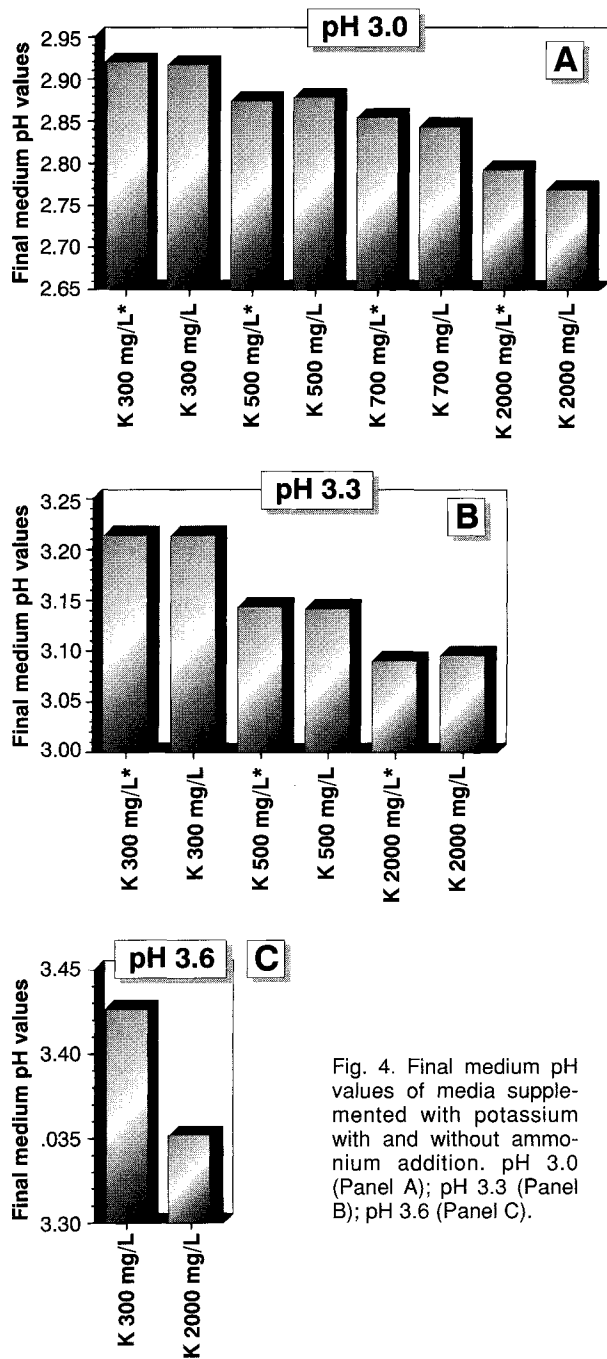 pH 3.0
A
Final medium pH values
2.95
2.90
2.85
2.80
2.75
2.70
2.65
K 300 mg/L*
K 300 mg/L
K 500 mg/L*
K 500 mg/L
K 700 mg/L*
K 700 mg/L
K 2000 mg/L*
K 2000 mg/L
pH 3.3
B
Final medium pH values
3.25
3.20
3.15
3.10
3.05
3.00
K 300 mg/L*
K 300 mg/L
K 500 mg/L*
K 500 mg/L
K 2000 mg/L*
K 2000 mg/L
pH 3.6
C
Final medium pH values
3.45
3.40
.035
3.30
K 300 mg/L
K 2000 mg/L
Fig. 4. Final medium pH
values of media supple-
mented with potassium
with and without ammo-
nium addition. pH 3.0
(Panel A); pH 3.3 (Panel
B); pH 3.6 (Panel C).